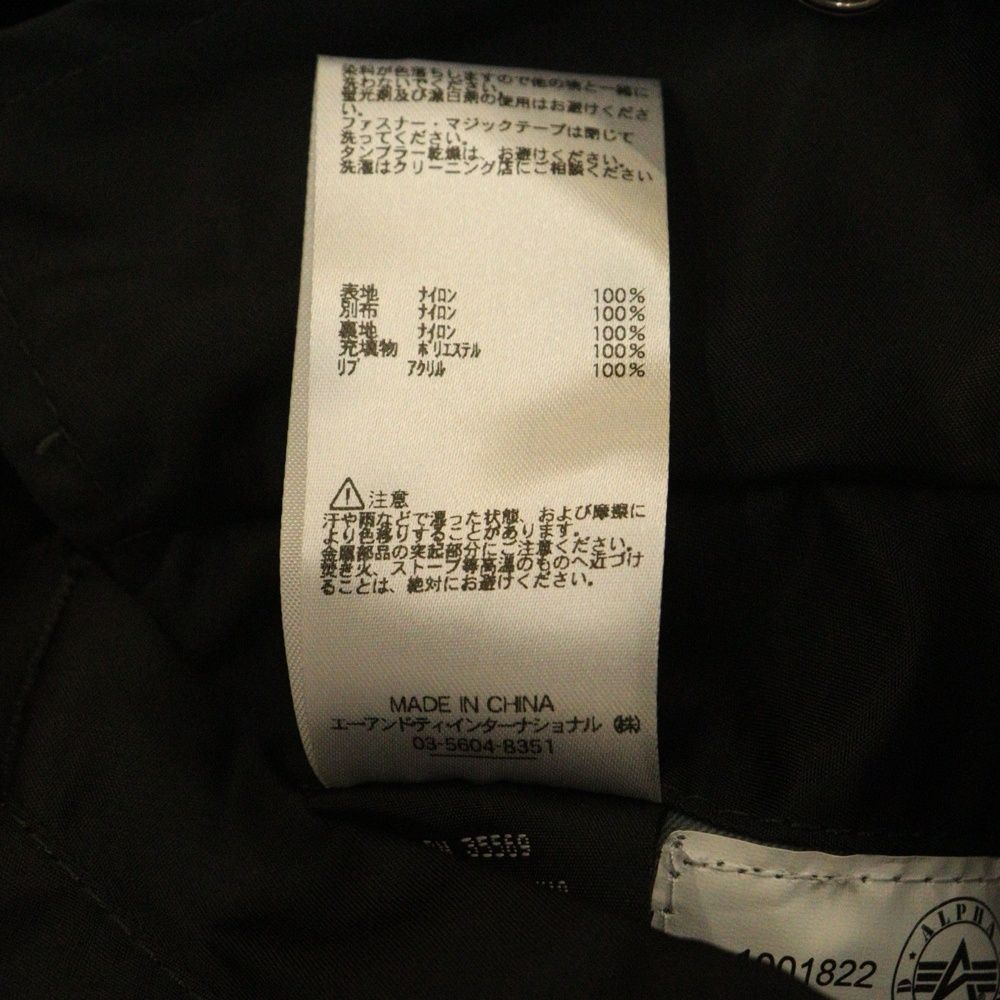 染料が色落ちしますので他の物と一緒に
洗わないでください。
蛍光剤及び漂白剤の使用はお避けくださ
い。
ファスナー・マジックテープは閉じて
洗ってください。
タンブラー乾燥は、お避けください。
洗濯はクリーニング店にご相談ください
表地 ナイロン 100%
別布 ナイロン 100%
裏地 ナイロン 100%
充填物 ポリエステル 100%
リブ アクリル 100%
注意
汗や雨などで湿った状態、および摩擦に
より色移りすることがあります。
金属部品の突起部分にご注意ください。
焚き火、ストーブ等高温のものへ近づけ
ることは、絶対にお避けください。
MADE IN CHINA
エーアンド・ティ・インターナショナル (株)
03-5604-8351
35569
1001822
ALPHA